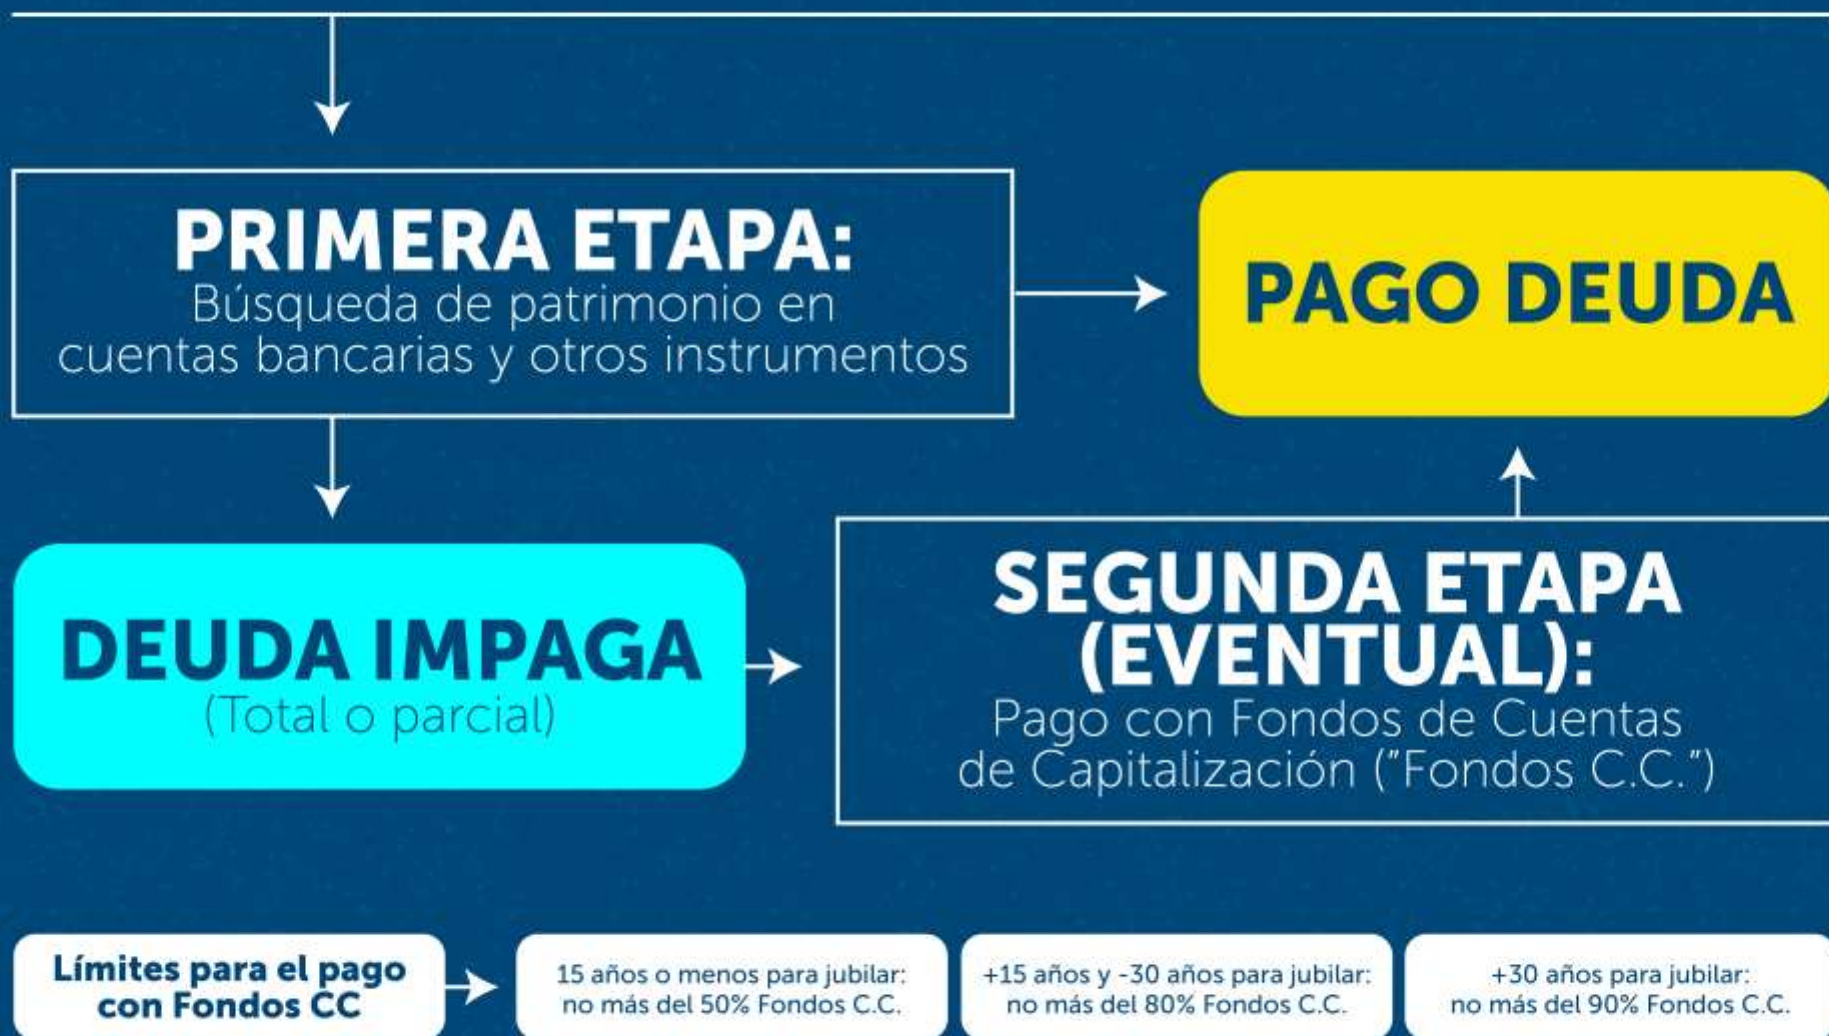 PRIMERA ETAPA:
Búsqueda de patrimonio en
cuentas bancarias y otros instrumentos
PAGO DEUDA
DEUDA IMPAGA
(Total o parcial)
SEGUNDA ETAPA
(EVENTUAL):
Pago con Fondos de Cuentas
de Capitalización ("Fondos C.C.")
Límites para el pago
con Fondos CC
15 años o menos para jubilar:
no más del 50% Fondos C.C.
+15 años y -30 años para jubilar:
no más del 80% Fondos C.C.
+30 años para jubilar:
no más del 90% Fondos C.C.